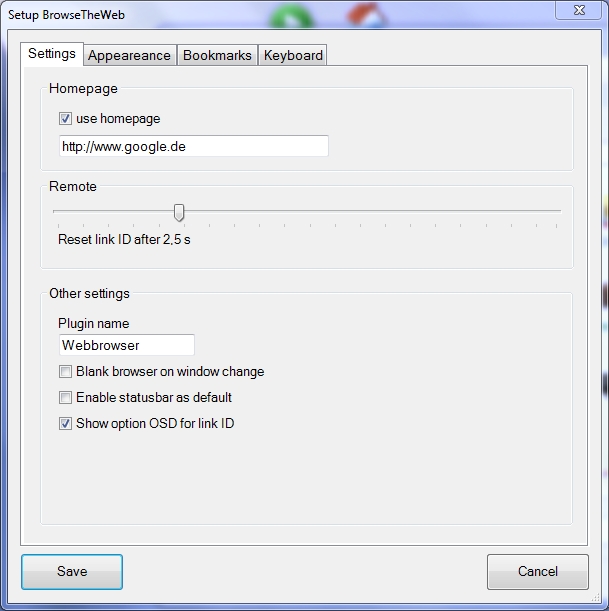 Setup BrowseTheWeb
Settings Appeareance Bookmarks Keyboard
Homepage
use homepage
http://www.google.de
Remote
Reset link ID after 2,5 s
Other settings
Plugin name
Webbrowser
Blank browser on window change
Enable statusbar as default
Show option OSD for link ID
Save Cancel